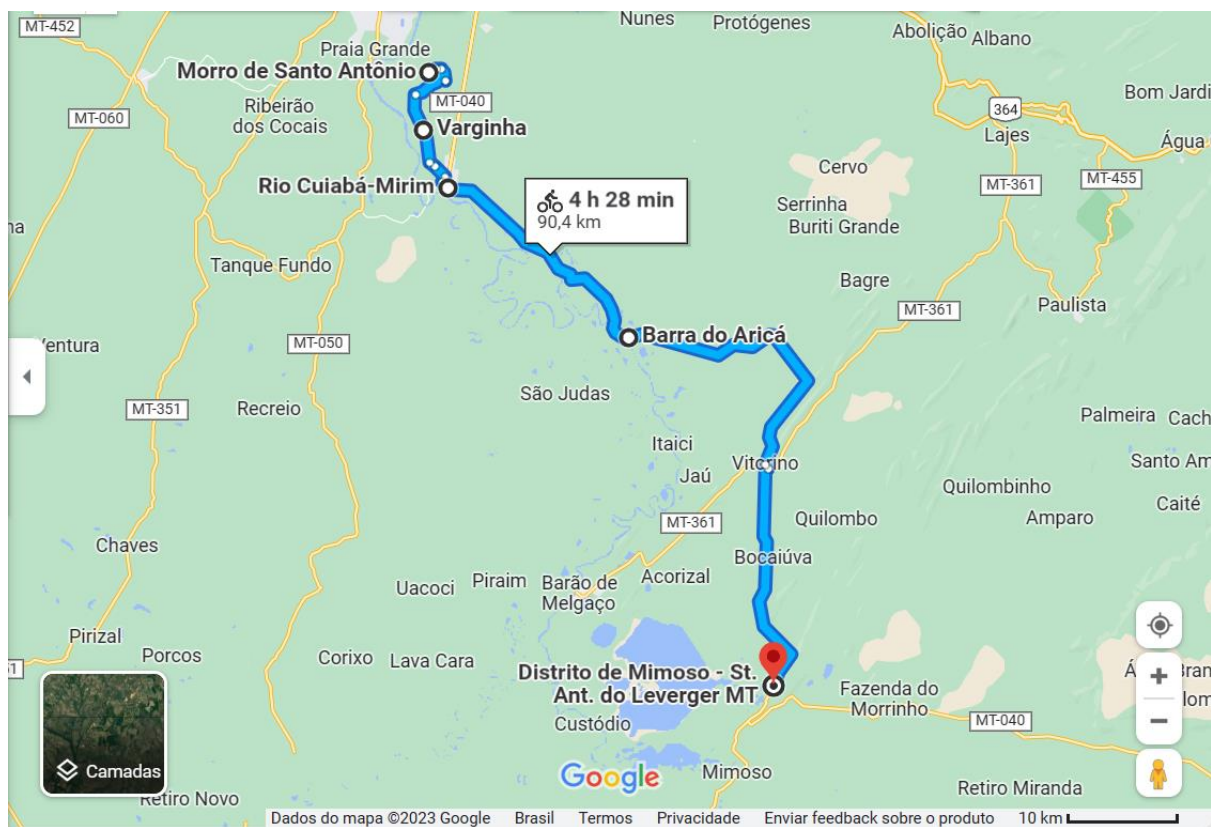 MT-452
Nunes
Protógenes
Abolição
Albano
Praia Grande
Morro de Santo Antônio
MT-040
Bom Jardi
Ribeirão
dos Cocais
MT-060
364
Lajes
Água
Varginha
Cervo
Rio Cuiabá-Mirim
MT-361
MT-455
4 h 28 min
90,4 km
Serrinha
Buriti Grande
na
Tanque Fundo
Bagre
Paulista
MT-361
Barra do Aricá
MT-050
entura
São Judas
MT-351
Recreio
Palmeira
Cach
Itaici
Vitorino
Santo Am
Jaú
Quilombinho
Caité
MT-361
Quilombo
Amparo
Chaves
Bocaiúva
Acorizal
Uacoci
Piraim
Barão de
Melgaço
Pirizal
Porcos
Corixo
Lava Cara
51
Distrito de Mimoso - St.
Ant. do Leverger MT
Fazenda do
Morrinho
Bran
lom
Custódio
MT-040
Camadas
Google
Mimoso
Retiro Novo
Retiro Miranda
Dados do mapa ©2023 Google Brasil Termos Privacidade Enviar feedback sobre o produto 10 km